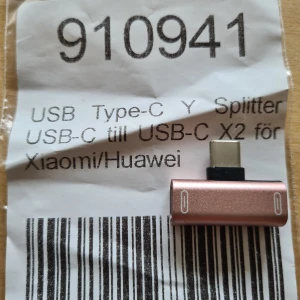 910941
USB Type-C Y Splitter
USB-C till USB-C X2 för
Xiaomi/Huawei